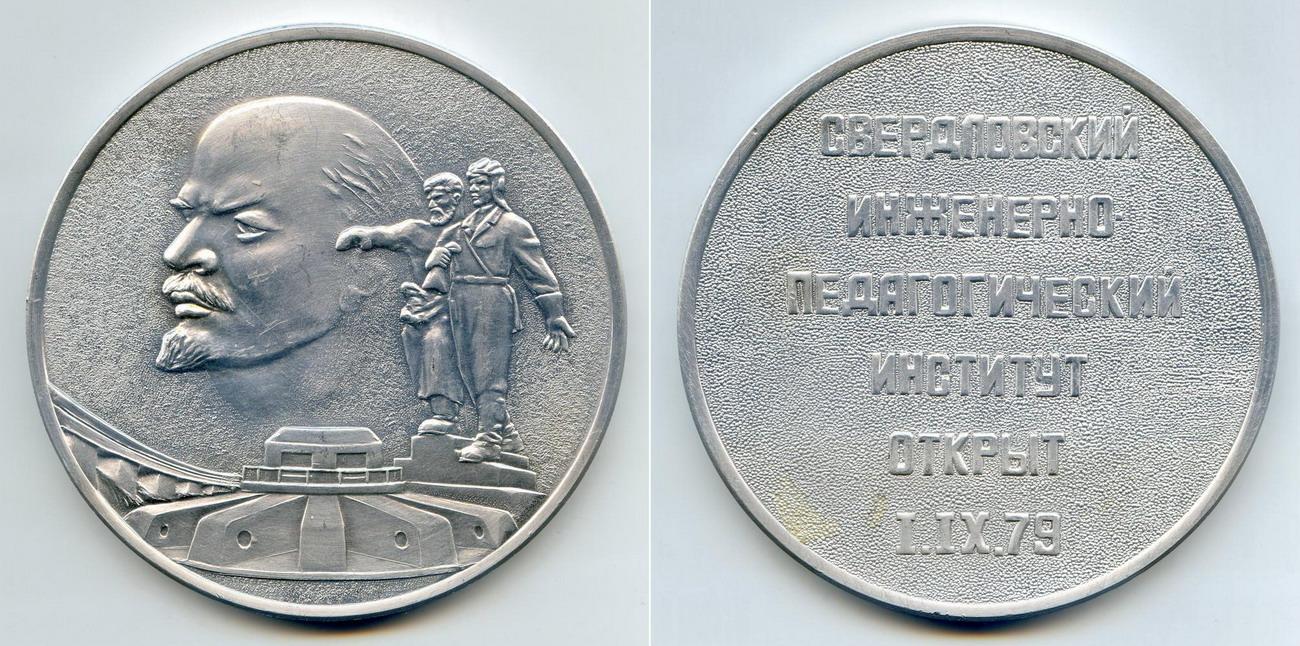 СВЕРДЛОВСКИЙ
ИНЖЕНЕРНО-
ПЕДАГОГИЧЕСКИЙ
ИНСТИТУТ
ОТКРЫТ
I.IX.79